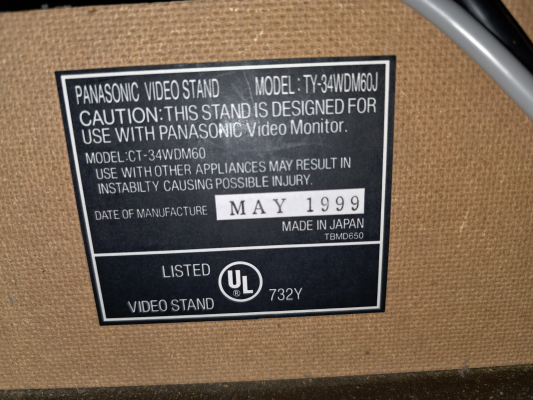 PANASONIC VIDEO STAND MODEL: TY-34WDM60J
CAUTION: THIS STAND IS DESIGNED FOR
USE WITH PANASONIC Video Monitor.
MODEL: CT-34WDM60
USE WITH OTHER APPLIANCES MAY RESULT IN
INSTABILTY CAUSING POSSIBLE INJURY.
DATE OF MANUFACTURE MAY 1999
MADE IN JAPAN
TBMD650
LISTED UL ®
VIDEO STAND 732Y